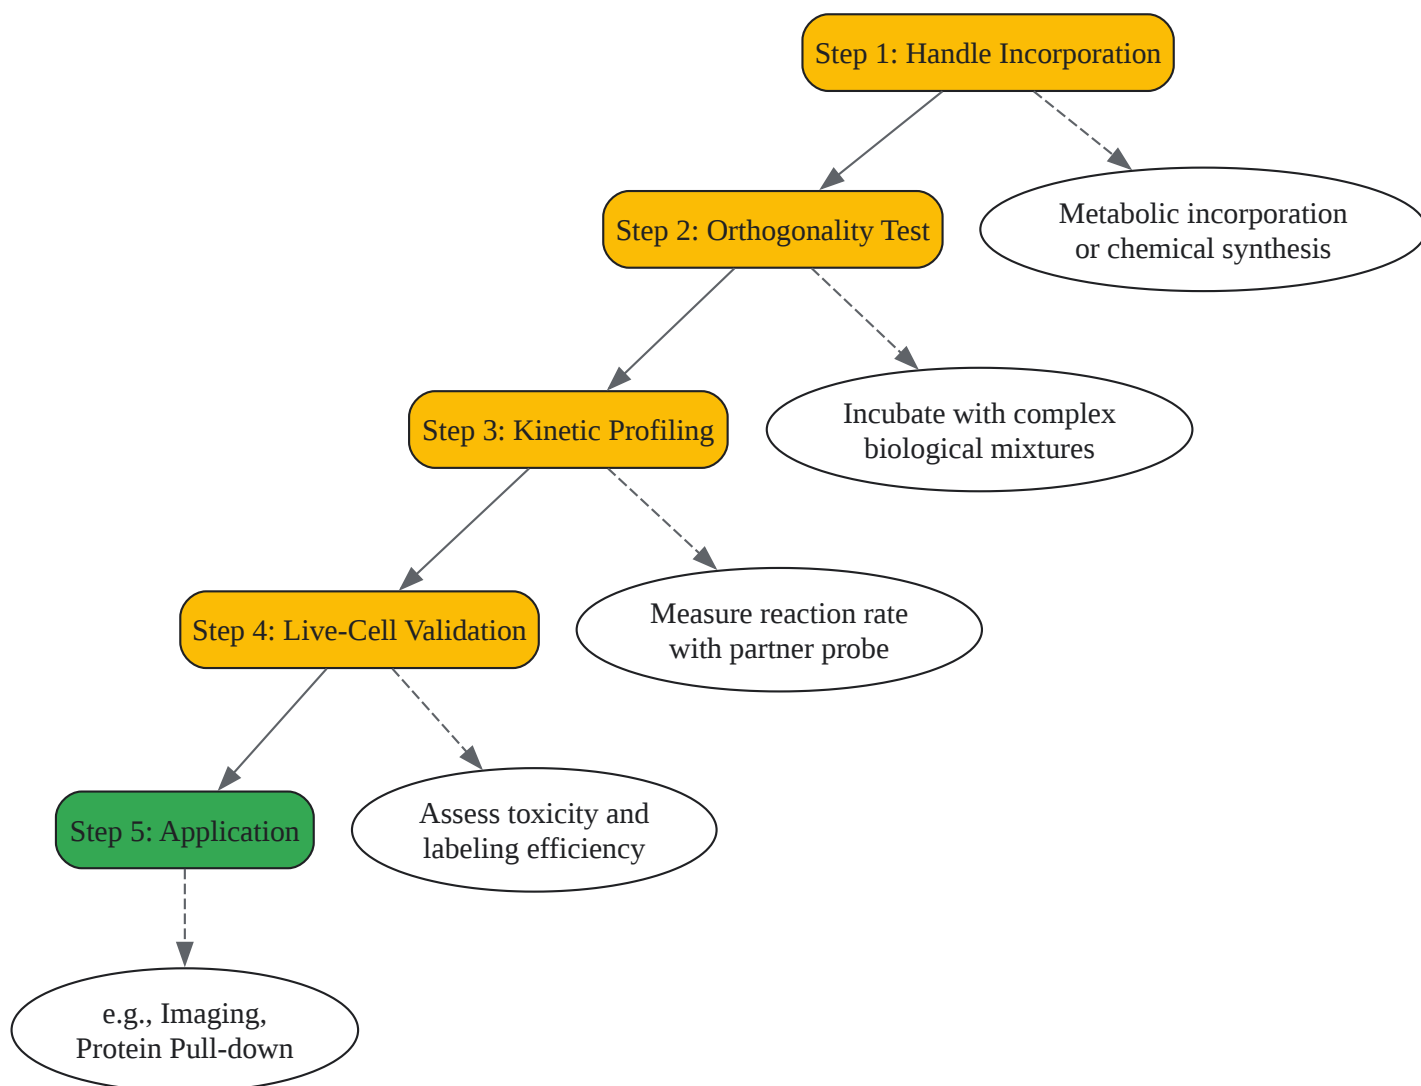 Step 1: Handle Incorporation
Metabolic incorporation
or chemical synthesis
Step 2: Orthogonality Test
Incubate with complex
biological mixtures
Step 3: Kinetic Profiling
Measure reaction rate
with partner probe
Step 4: Live-Cell Validation
Assess toxicity and
labeling efficiency
Step 5: Application
e.g., Imaging,
Protein Pull-down